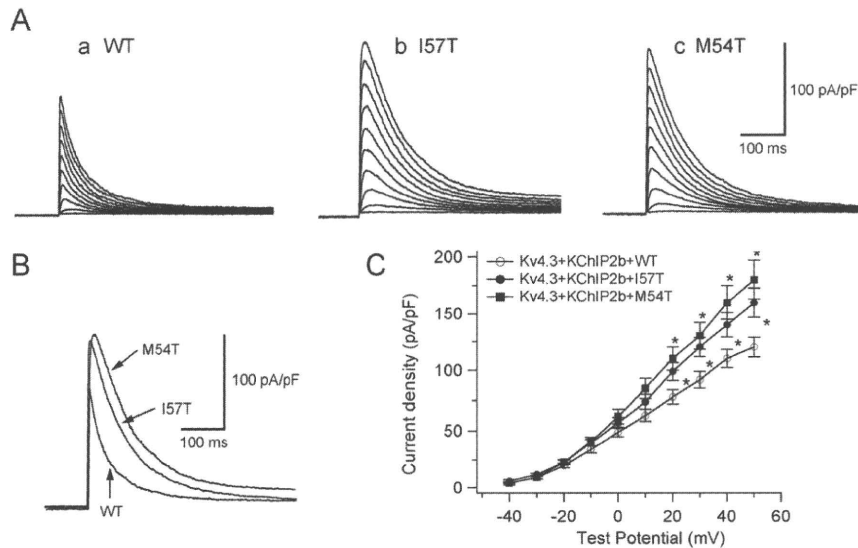 A
a WT
b I57T
c M54T
100 pA/pF
100 ms
B
M54T
I57T
WT
100 pA/pF
100 ms
C
Kv4.3+KChIP2b+WT
Kv4.3+KChIP2b+I57T
Kv4.3+KChIP2b+M54T
Current density (pA/pF)
200
150
100
50
0
-40 -20 0 20 40 60
Test Potential (mV)
* * * *
* * * *